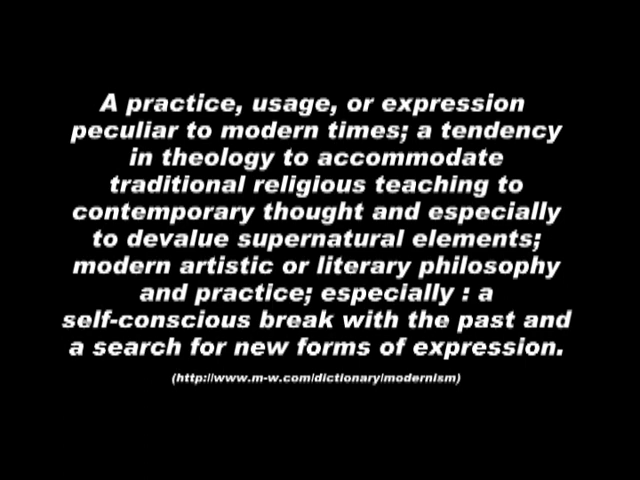 A practice, usage, or expression
peculiar to modern times; a tendency
in theology to accommodate
traditional religious teaching to
contemporary thought and especially
to devalue supernatural elements;
modern artistic or literary philosophy
and practice; especially : a
self-conscious break with the past and
a search for new forms of expression.
(http://www.m-w.com/dictionary/modernism)